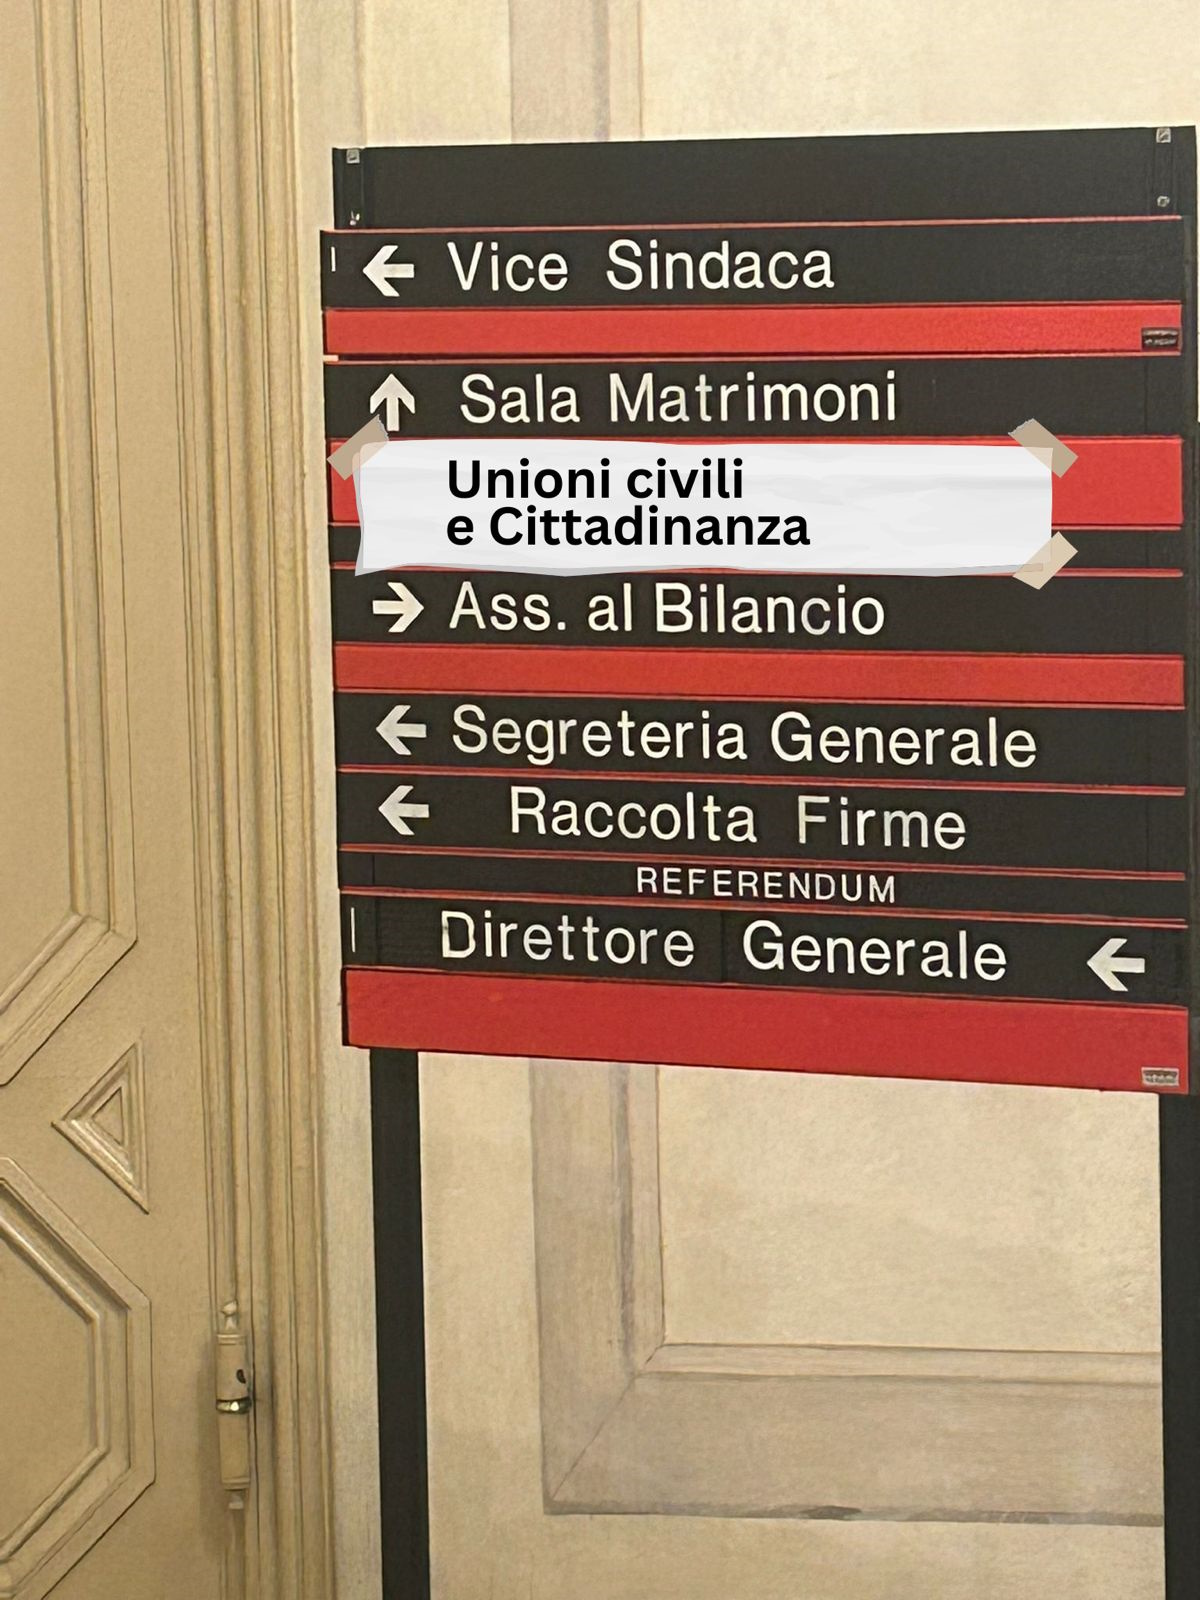 Vice Sindaca
Sala Matrimoni
Unioni civili
e Cittadinanza
Ass. al Bilancio
Segreteria Generale
Raccolta Firme
REFERENDUM
Direttore Generale